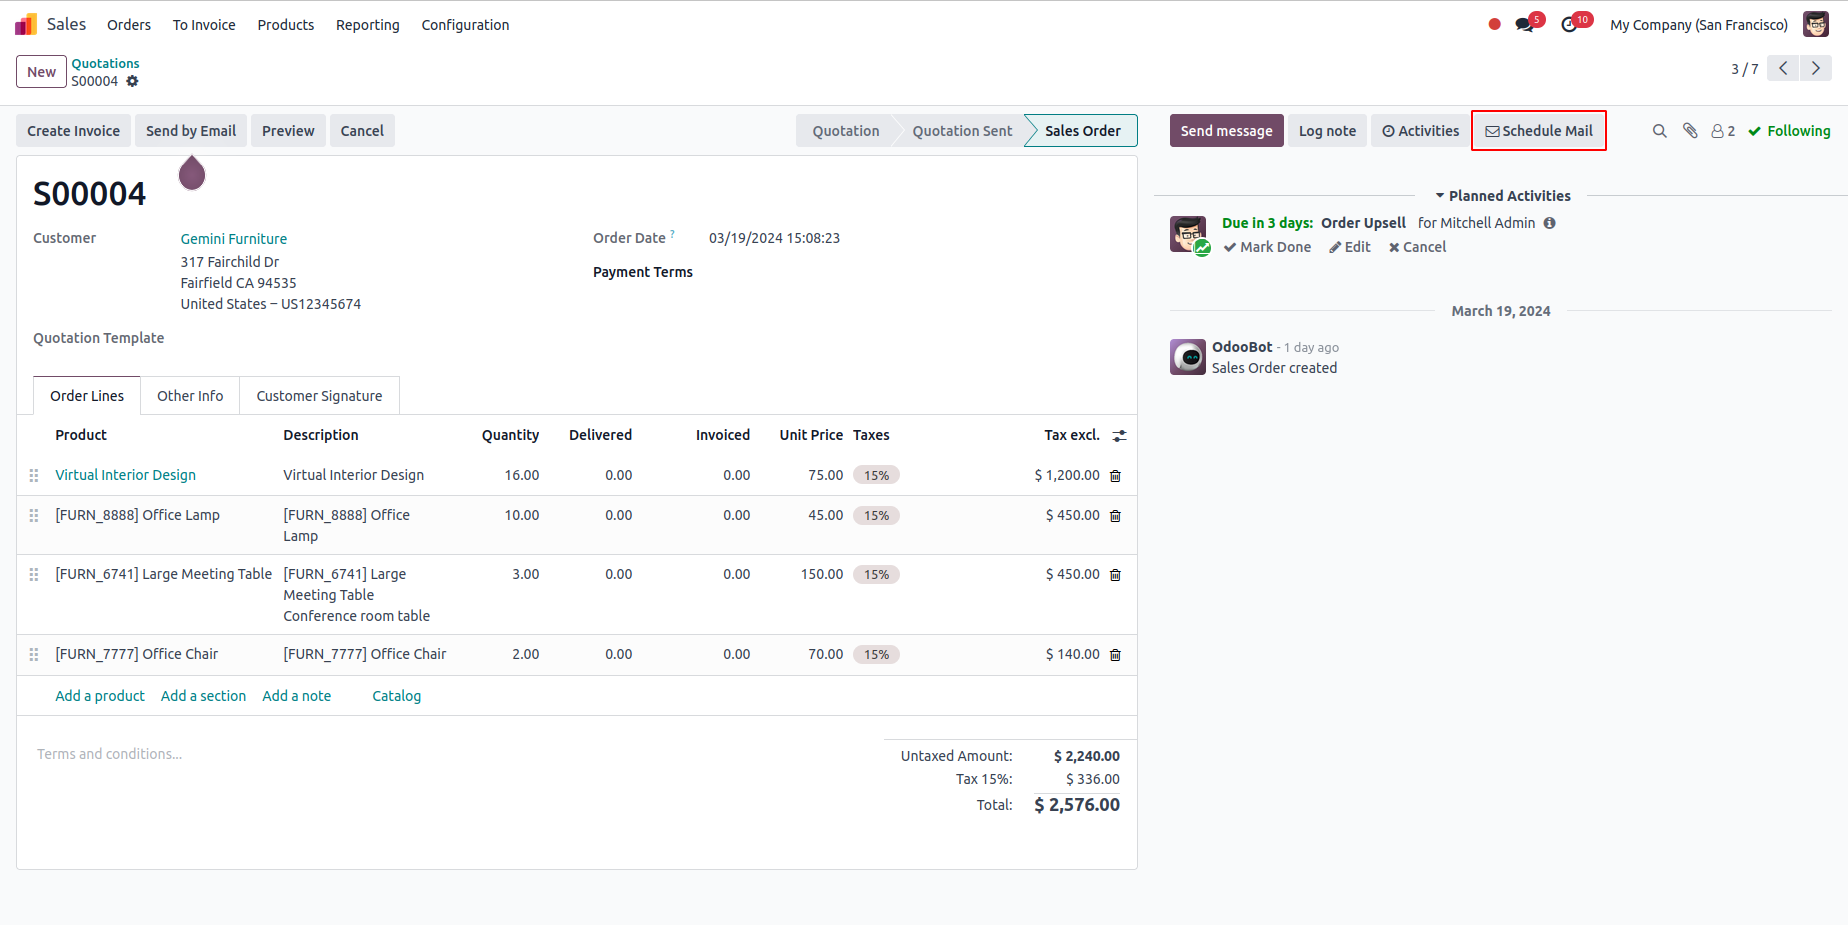 Sales Orders To Invoice Products Reporting Configuration 5 10 My Company (San Francisco)
New Quotations
S00004 3 / 7
Create Invoice Send by Email Preview Cancel Quotation Quotation Sent Sales Order Send message Log note Activities Schedule Mail 2 Following
S00004
Customer Gemini Furniture
317 Fairchild Dr
Fairfield CA 94535
United States – US12345674
Order Date ? 03/19/2024 15:08:23
Payment Terms
Quotation Template
Order Lines Other Info Customer Signature
Product Description Quantity Delivered Invoiced Unit Price Taxes Tax excl.
Virtual Interior Design Virtual Interior Design 16.00 0.00 0.00 75.00 15% $ 1,200.00
[FURN_8888] Office Lamp [FURN_8888] Office 10.00 0.00 0.00 45.00 15% $ 450.00
Lamp
[FURN_6741] Large Meeting Table [FURN_6741] Large 3.00 0.00 0.00 150.00 15% $ 450.00
Meeting Table
Conference room table
[FURN_7777] Office Chair [FURN_7777] Office Chair 2.00 0.00 0.00 70.00 15% $ 140.00
Add a product Add a section Add a note Catalog
Terms and conditions...
Untaxed Amount: $ 2,240.00
Tax 15%: $ 336.00
Total: $ 2,576.00
Planned Activities
Due in 3 days: Order Upsell for Mitchell Admin
Mark Done Edit Cancel
March 19, 2024
OdooBot - 1 day ago
Sales Order created